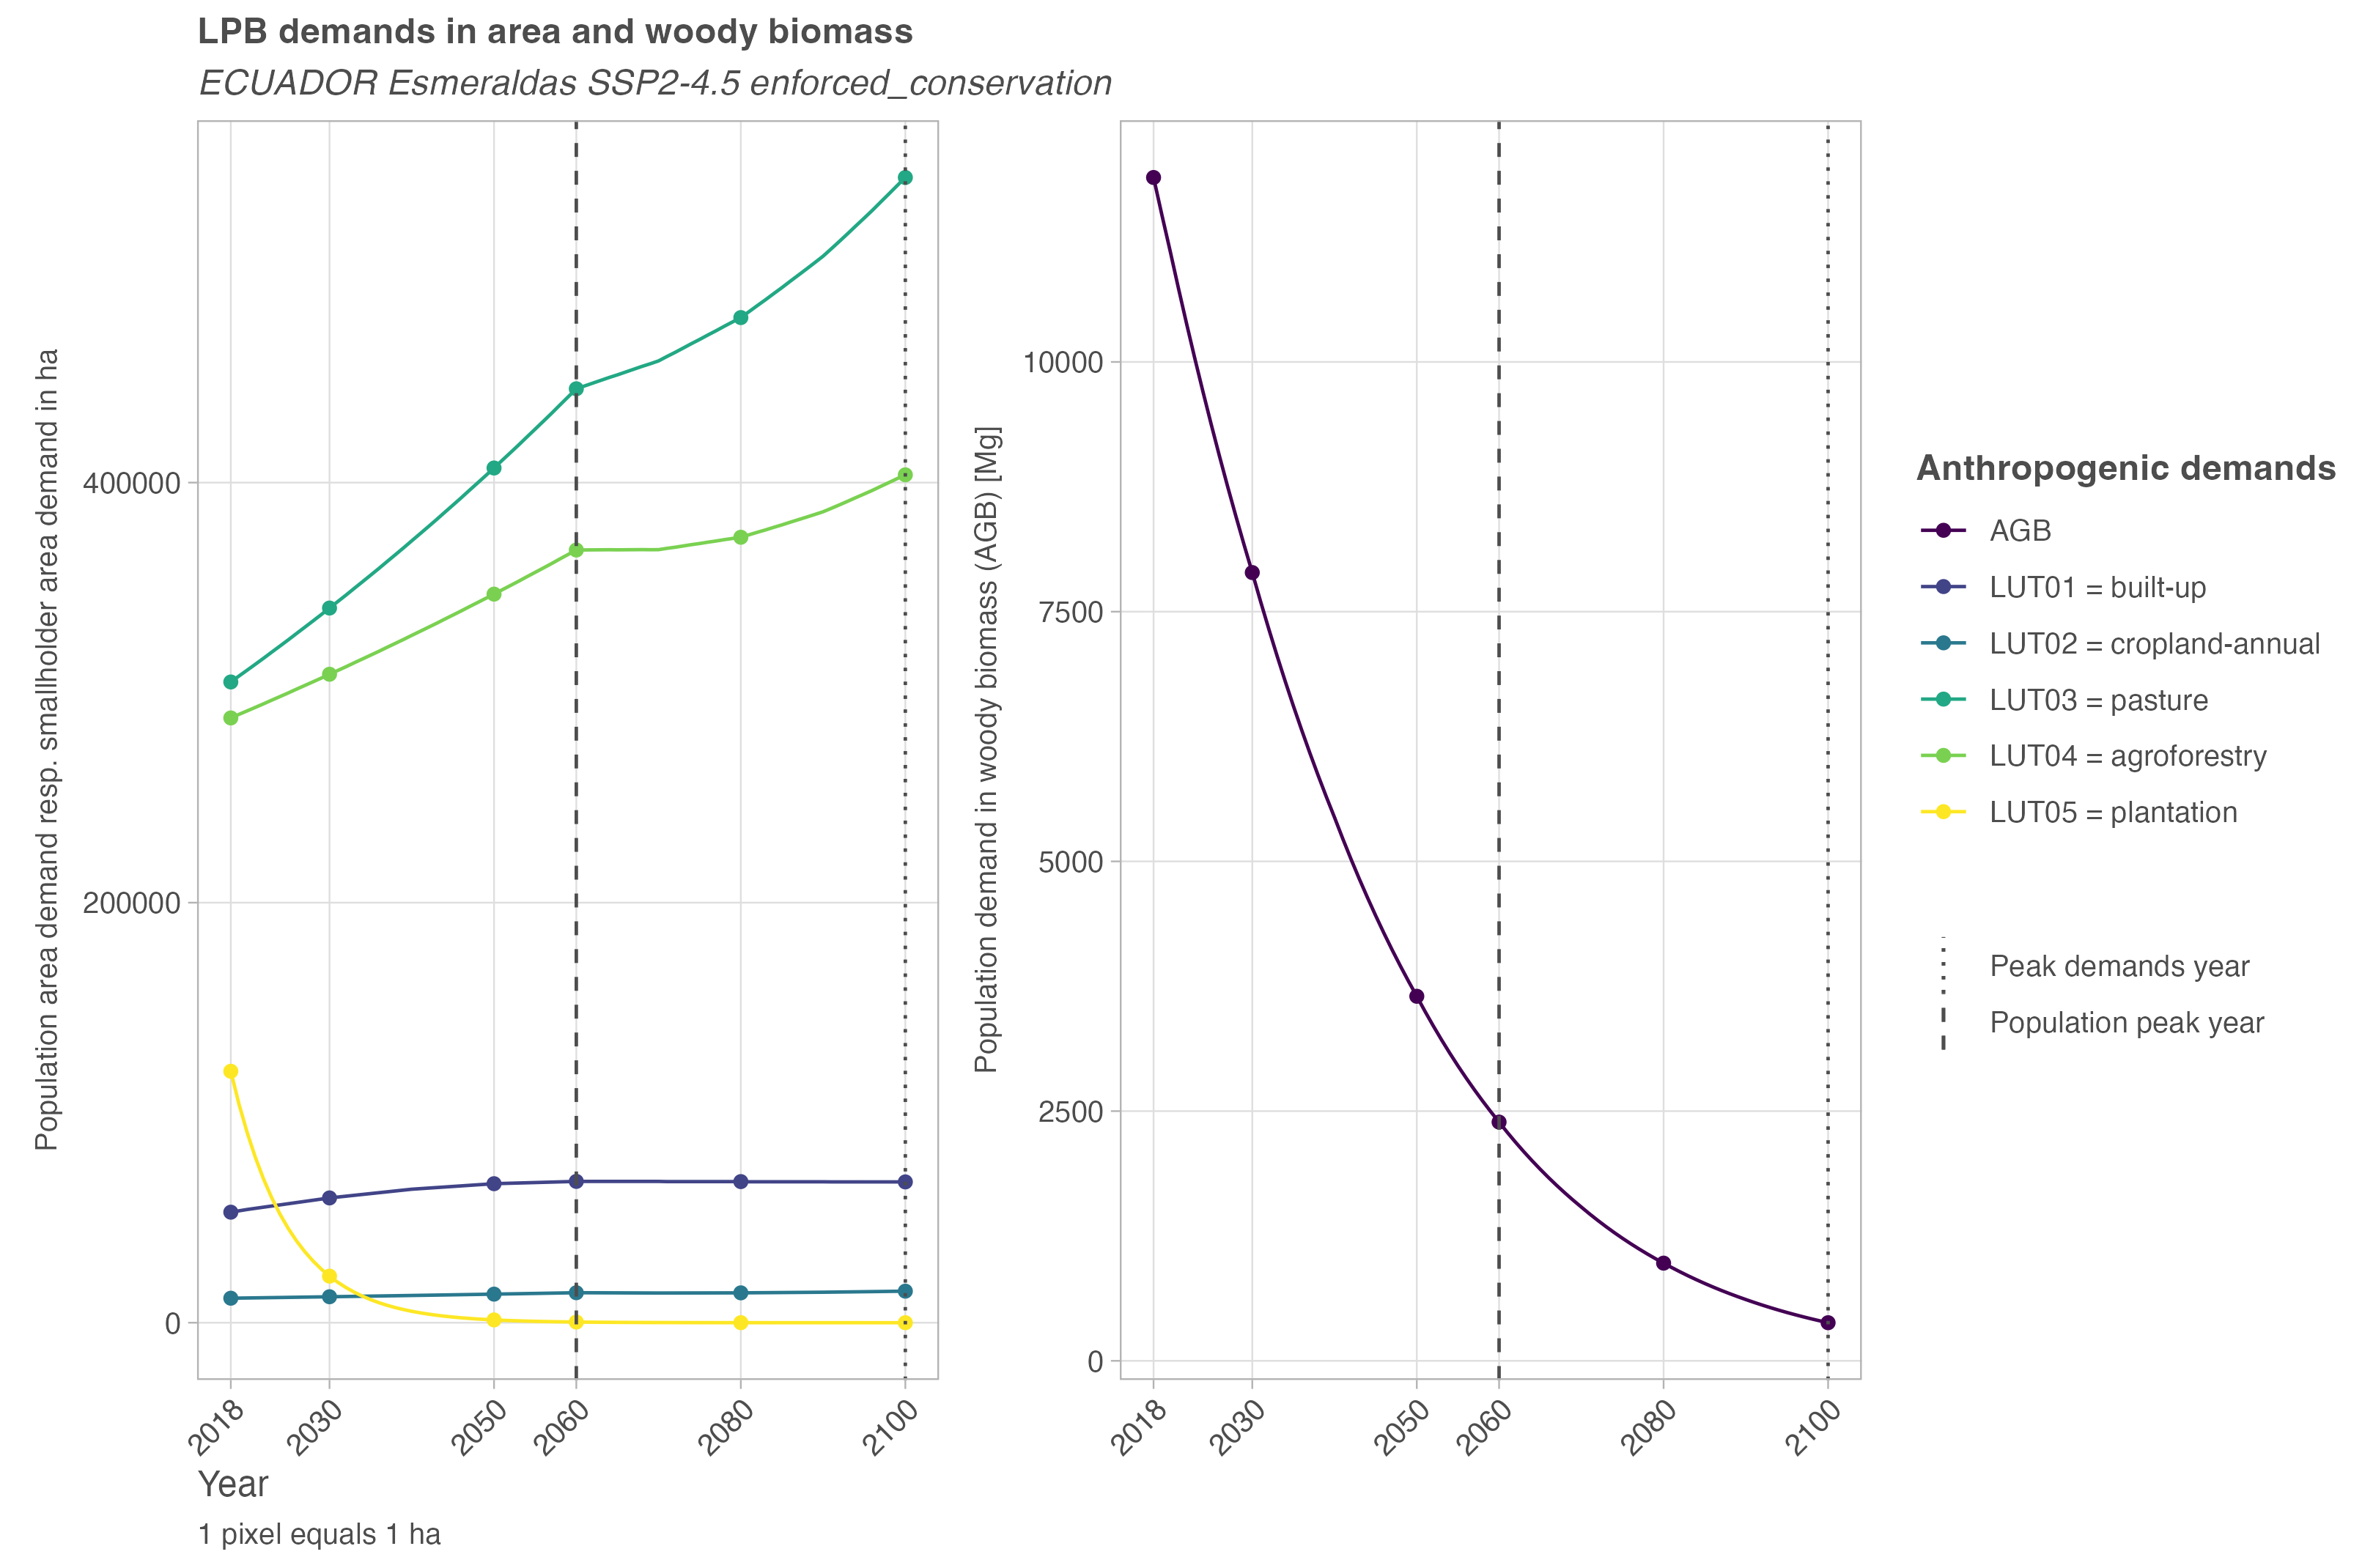 LPB demands in area and woody biomass
ECUADOR Esmeraldas SSP2-4.5 enforced_conservation
Population area demand resp. smallholder area demand in ha
400000
200000
0
2018
2030
2050
2060
2080
2100
Year
1 pixel equals 1 ha
Population demand in woody biomass (AGB) [Mg]
10000
7500
5000
2500
0
2018
2030
2050
2060
2080
2100
Anthropogenic demands
AGB
LUT01 = built-up
LUT02 = cropland-annual
LUT03 = pasture
LUT04 = agroforestry
LUT05 = plantation
Peak demands year
Population peak year